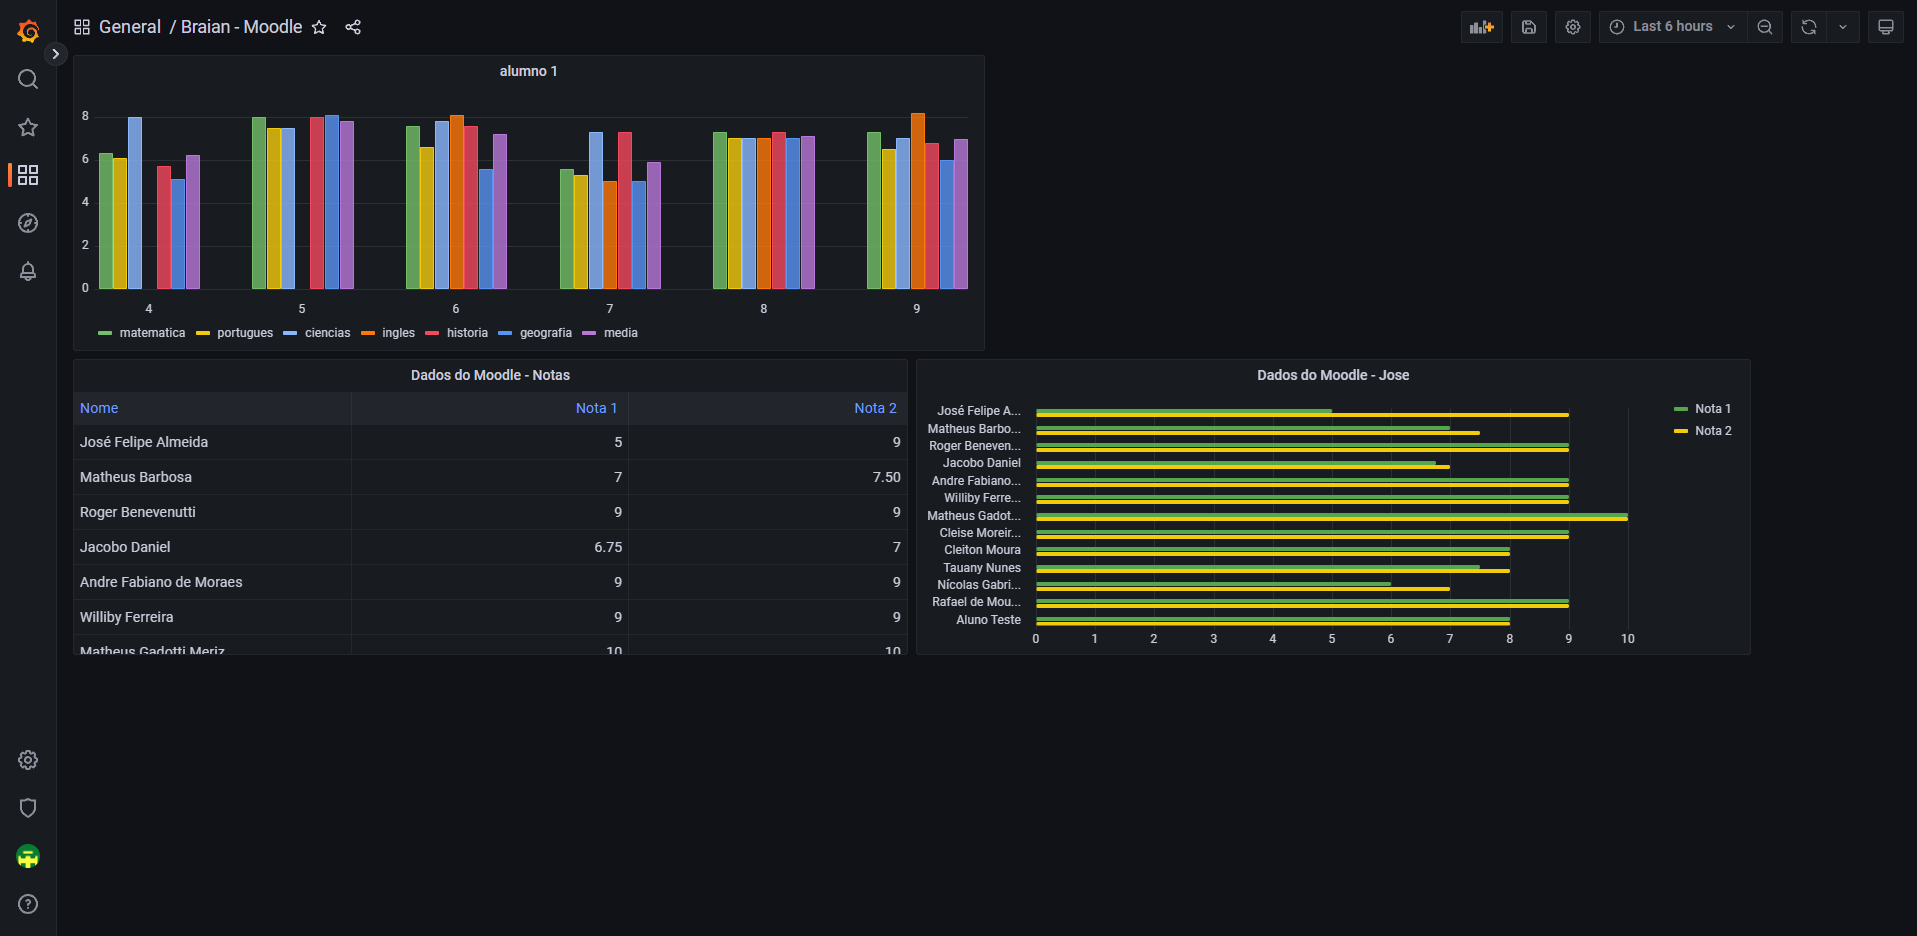 General / Braian - Moodle
Last 6 hours
alumno 1
8
6
4
2
0
4 5 6 7 8 9
matematica portugues ciencias ingles historia geografia media
Dados do Moodle - Notas
Nome Nota 1 Nota 2
José Felipe Almeida 5 9
Matheus Barbosa 7 7.50
Roger Benevenutti 9 9
Jacobo Daniel 6.75 7
Andre Fabiano de Moraes 9 9
Williby Ferreira 9 9
Matheus Gadotti Meriz 10 10
Dados do Moodle - Jose
José Felipe A...
Matheus Barbo...
Roger Beneven...
Jacobo Daniel
Andre Fabiano...
Williby Ferre...
Matheus Gadot...
Cleise Moreir...
Cleiton Moura
Tauany Nunes
Nícolas Gabri...
Rafael de Mou...
Aluno Teste
0 1 2 3 4 5 6 7 8 9 10
Nota 1
Nota 2